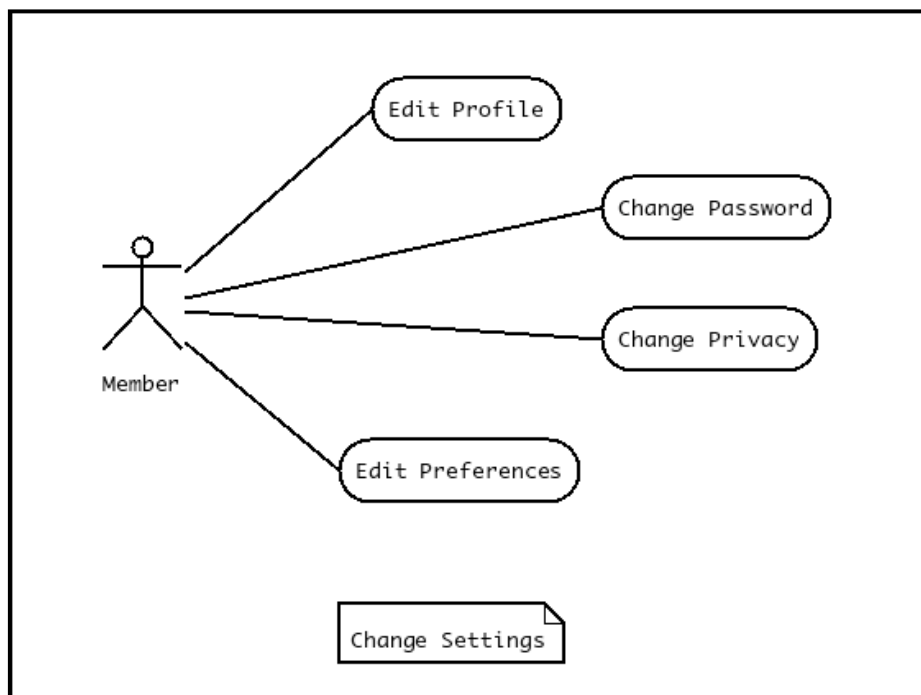 Edit Profile
Change Password
Member
Change Privacy
Edit Preferences
Change Settings